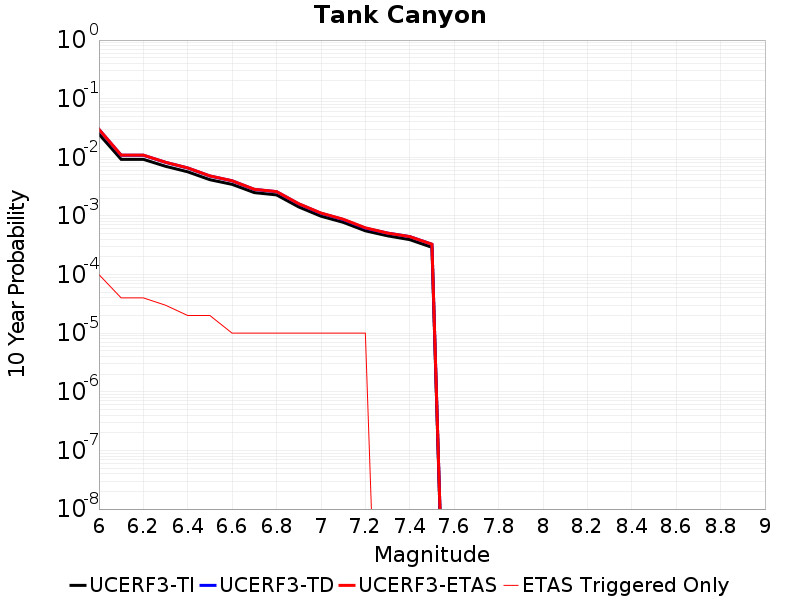 Tank Canyon
10^0
10^-1
10^-2
10^-3
10^-4
10^-5
10^-6
10^-7
10^-8
10 Year Probability
6 6.2 6.4 6.6 6.8 7 7.2 7.4 7.6 7.8 8 8.2 8.4 8.6 8.8 9
Magnitude
UCERF3-TI UCERF3-TD UCERF3-ETAS ETAS Triggered Only